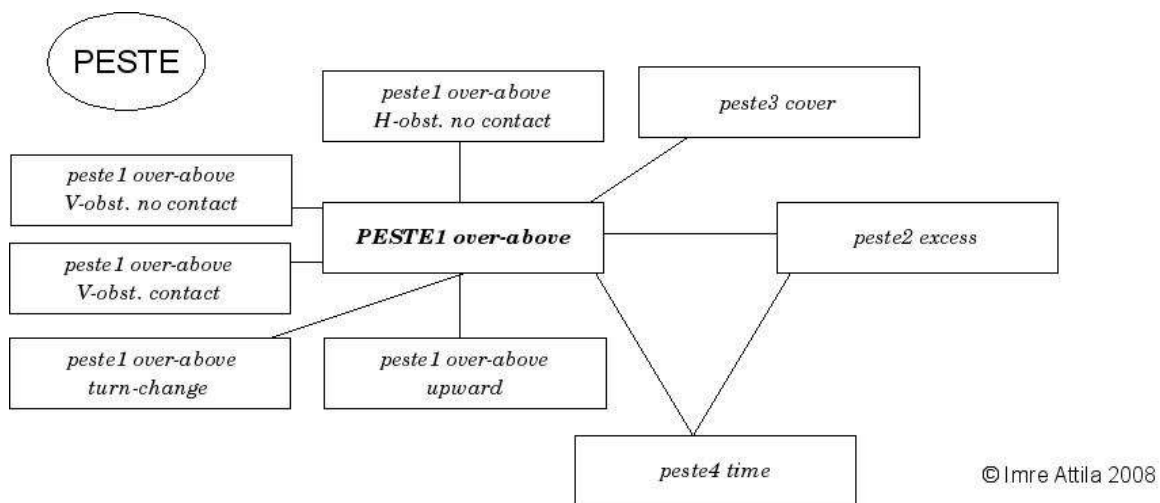 PESTE
peste1 over-above
H-obst. no contact
peste3 cover
peste1 over-above
V-obst. no contact
PESTE1 over-above
peste2 excess
peste1 over-above
V-obst. contact
peste1 over-above
turn-change
peste1 over-above
upward
peste4 time
© Imre Attila 2008